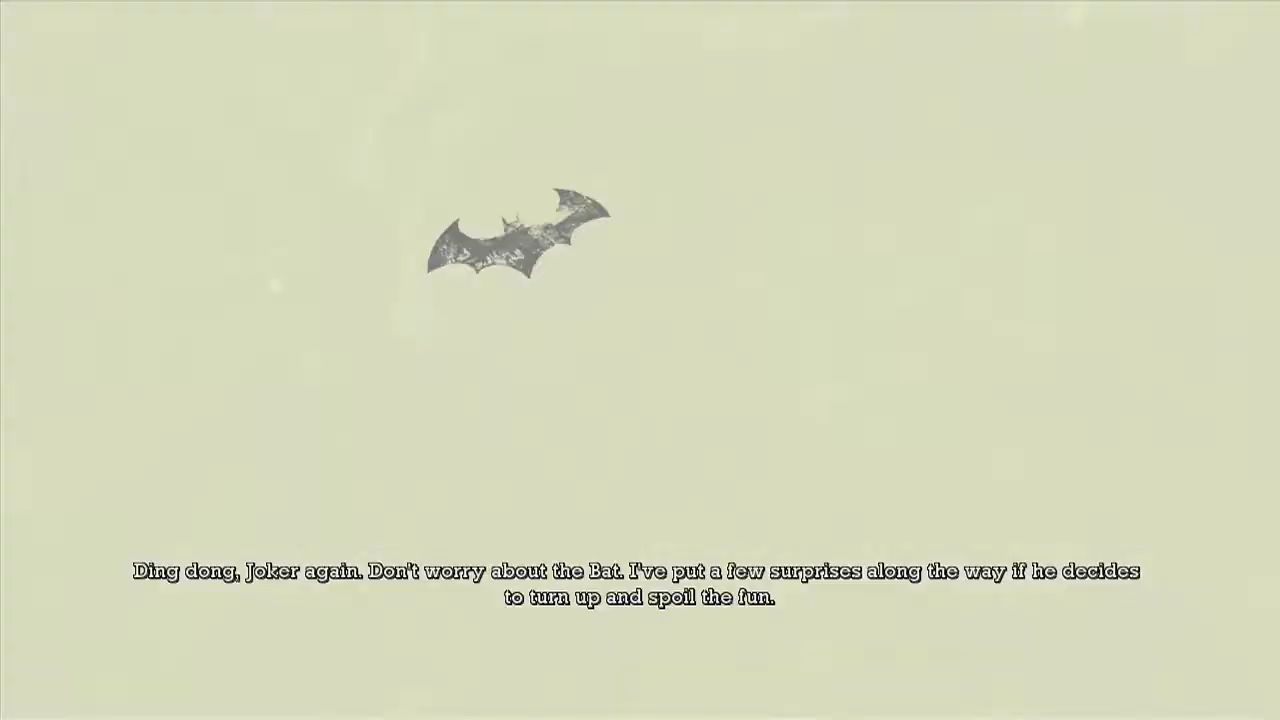 Ding dong, Joker again. Don't worry about the Bat. I've put a few surprises along the way if he decides
to turn up and spoil the fun.